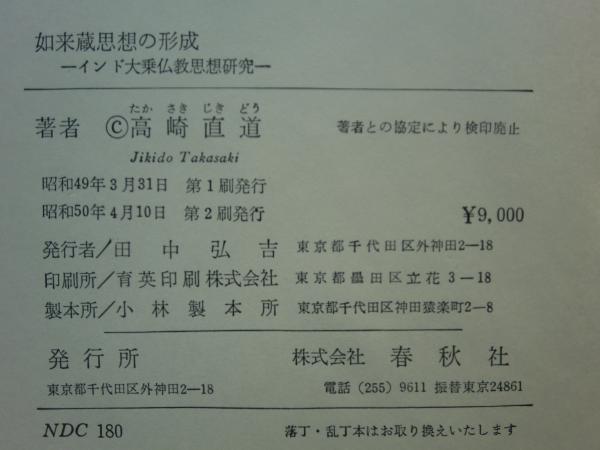 如来蔵思想の形成
―インド大乗仏教思想研究―
たか さき じき どう
著者 ©高崎直道 著者との協定により検印廃止
Jikido Takasaki
昭和49年3月31日 第1刷発行
昭和50年4月10日 第2刷発行 ¥9,000
発行者/田中弘吉 東京都千代田区外神田2―18
印刷所/育英印刷株式会社 東京都墨田区立花3―18
製本所/小林製本所 東京都千代田区神田猿楽町2―8
発行所 株式会社 春秋社
東京都千代田区外神田2―18 電話 (255) 9611 振替東京24861
NDC 180 落丁・乱丁本はお取り換えいたします